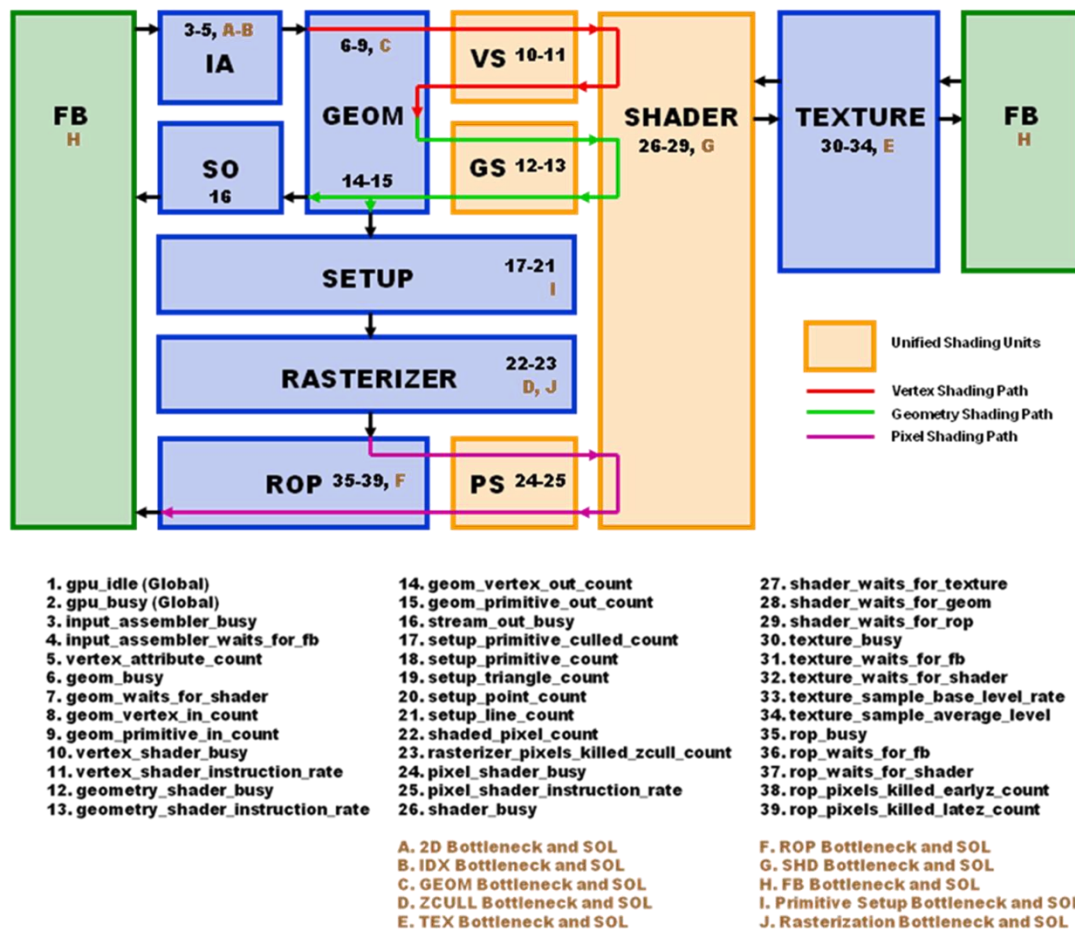 FB
H
3-5, A-B
IA
6-9, C
GEOM
14-15
VS 10-11
GS 12-13
SO
16
SHADER
26-29, G
TEXTURE
30-34, E
FB
H
SETUP
17-21
I
RASTERIZER
22-23
D, J
ROP 35-39, F
PS 24-25
Unified Shading Units
Vertex Shading Path
Geometry Shading Path
Pixel Shading Path
1. gpu_idle (Global)
2. gpu_busy (Global)
3. input_assembler_busy
4. input_assembler_waits_for_fb
5. vertex_attribute_count
6. geom_busy
7. geom_waits_for_shader
8. geom_vertex_in_count
9. geom_primitive_in_count
10. vertex_shader_busy
11. vertex_shader_instruction_rate
12. geometry_shader_busy
13. geometry_shader_instruction_rate
14. geom_vertex_out_count
15. geom_primitive_out_count
16. stream_out_busy
17. setup_primitive_culled_count
18. setup_primitive_count
19. setup_triangle_count
20. setup_point_count
21. setup_line_count
22. shaded_pixel_count
23. rasterizer_pixels_killed_zcull_count
24. pixel_shader_busy
25. pixel_shader_instruction_rate
26. shader_busy
27. shader_waits_for_texture
28. shader_waits_for_geom
29. shader_waits_for_rop
30. texture_busy
31. texture_waits_for_fb
32. texture_waits_for_shader
33. texture_sample_base_level_rate
34. texture_sample_average_level
35. rop_busy
36. rop_waits_for_fb
37. rop_waits_for_shader
38. rop_pixels_killed_earlyz_count
39. rop_pixels_killed_latez_count
A. 2D Bottleneck and SOL
B. IDX Bottleneck and SOL
C. GEOM Bottleneck and SOL
D. ZCULL Bottleneck and SOL
E. TEX Bottleneck and SOL
F. ROP Bottleneck and SOL
G. SHD Bottleneck and SOL
H. FB Bottleneck and SOL
I. Primitive Setup Bottleneck and SOL
J. Rasterization Bottleneck and SOL